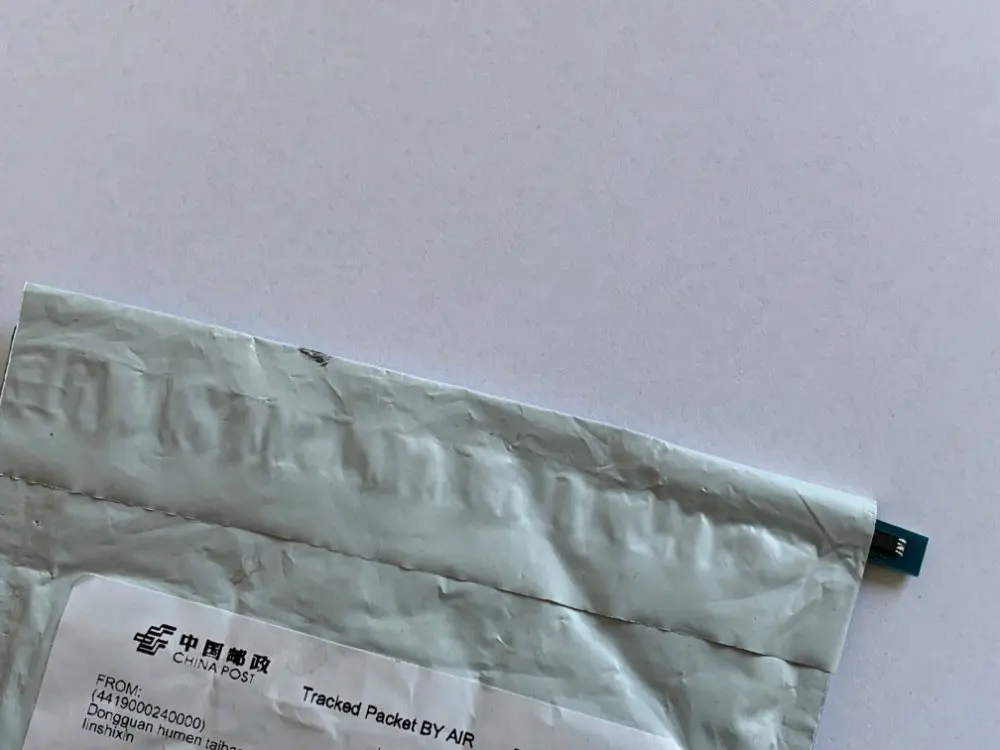 中国邮政
CHINA POST
Tracked Packet BY AIR
FROM:
(4419000240000)
Dongguan humen
linshixin